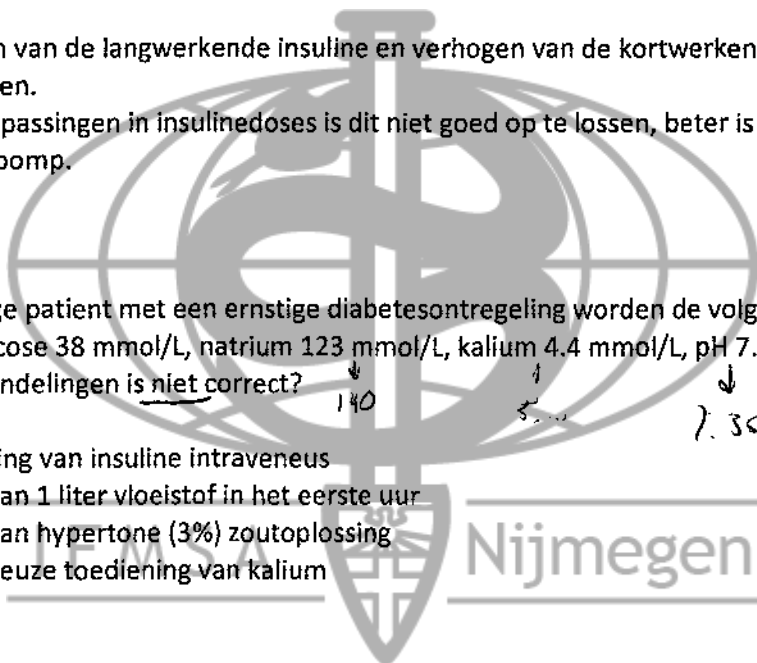 n van de langwerkende insuline en verhogen van de kortwerken
en.
passingen in insulinedoses is dit niet goed op te lossen, beter is
pomp.
ge patient met een ernstige diabetesontregeling worden de volg
cose 38 mmol/L, natrium 123 mmol/L, kalium 4.4 mmol/L, pH 7.
ndelingen is niet correct?
140
7.3
ing van insuline intraveneus
an 1 liter vloeistof in het eerste uur
an hypertone (3%) zoutoplossing
euze toediening van kalium
IFMSA Nijmegen